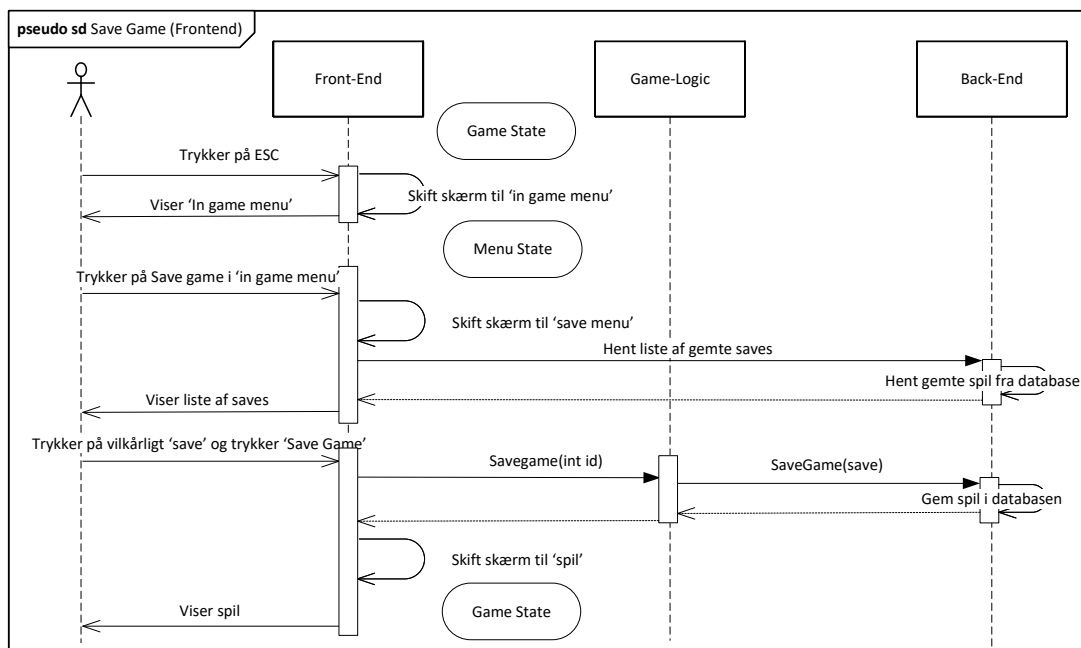 pseudo sd Save Game (Frontend)
Front-End
Game-Logic
Back-End
Game State
Trykker på ESC
Skift skærm til ‘in game menu’
Viser ‘In game menu’
Menu State
Trykker på Save game i ‘in game menu’
Skift skærm til ‘save menu’
Hent liste af gemte saves
Hent gemte spil fra database
Viser liste af saves
Trykker på vilkårligt ‘save’ og trykker ‘Save Game’
Savegame(int id)
SaveGame(save)
Gem spil i databasen
Skift skærm til ‘spil’
Game State
Viser spil